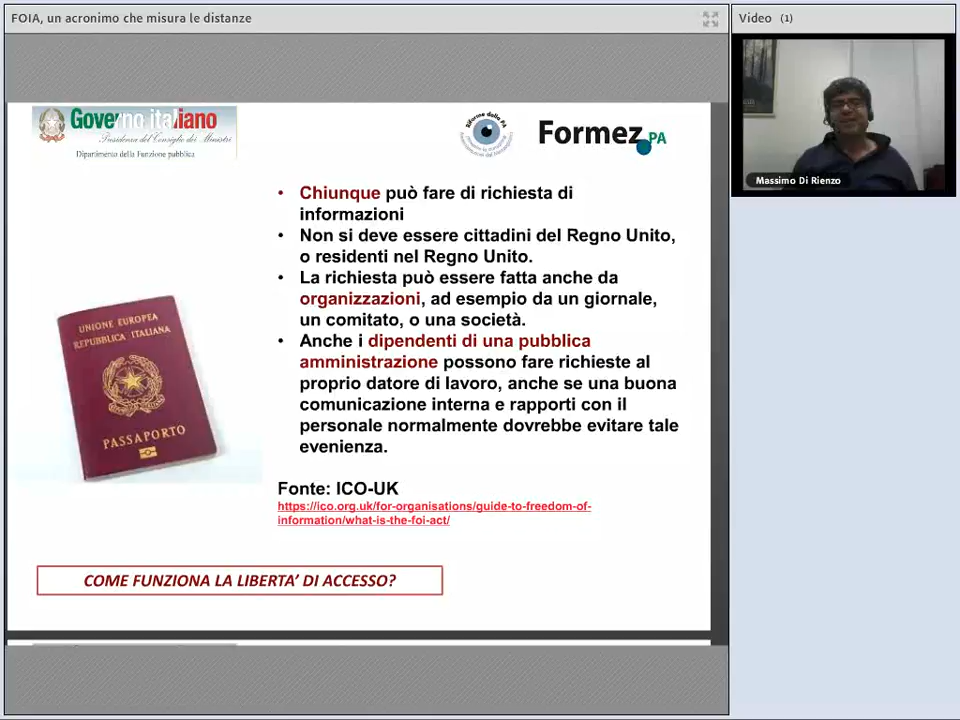 FOIA, un acronimo che misura le distanze
Video (1)
Governo italiano
Presidenza del Consiglio dei Ministri
Dipartimento della Funzione pubblica
Formez PA
Massimo Di Rienzo
• Chiunque può fare di richiesta di
informazioni
• Non si deve essere cittadini del Regno Unito,
o residenti nel Regno Unito.
• La richiesta può essere fatta anche da
organizzazioni, ad esempio da un giornale,
un comitato, o una società.
• Anche i dipendenti di una pubblica
amministrazione possono fare richieste al
proprio datore di lavoro, anche se una buona
comunicazione interna e rapporti con il
personale normalmente dovrebbe evitare tale
evenienza.
UNIONE EUROPEA
REPUBBLICA ITALIANA
PASSAPORTO
Fonte: ICO-UK
https://ico.org.uk/for-organisations/guide-to-freedom-of-
information/what-is-the-foi-act/
COME FUNZIONA LA LIBERTA’ DI ACCESSO?